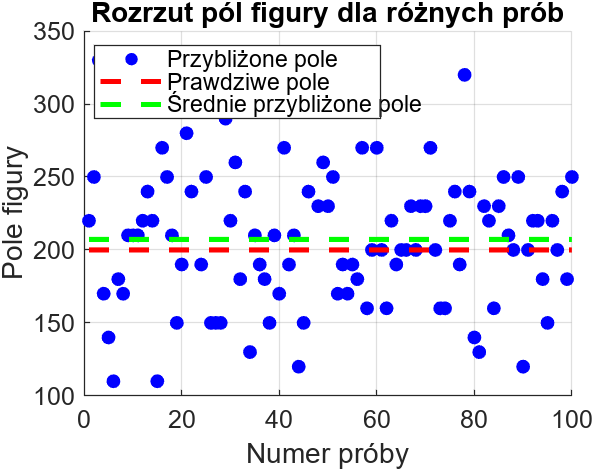 Rozrzut pól figury dla różnych prób
350
300
250
200
150
100
Pole figury
Przybliżone pole
Prawdziwe pole
Średnie przybliżone pole
0 20 40 60 80 100
Numer próby